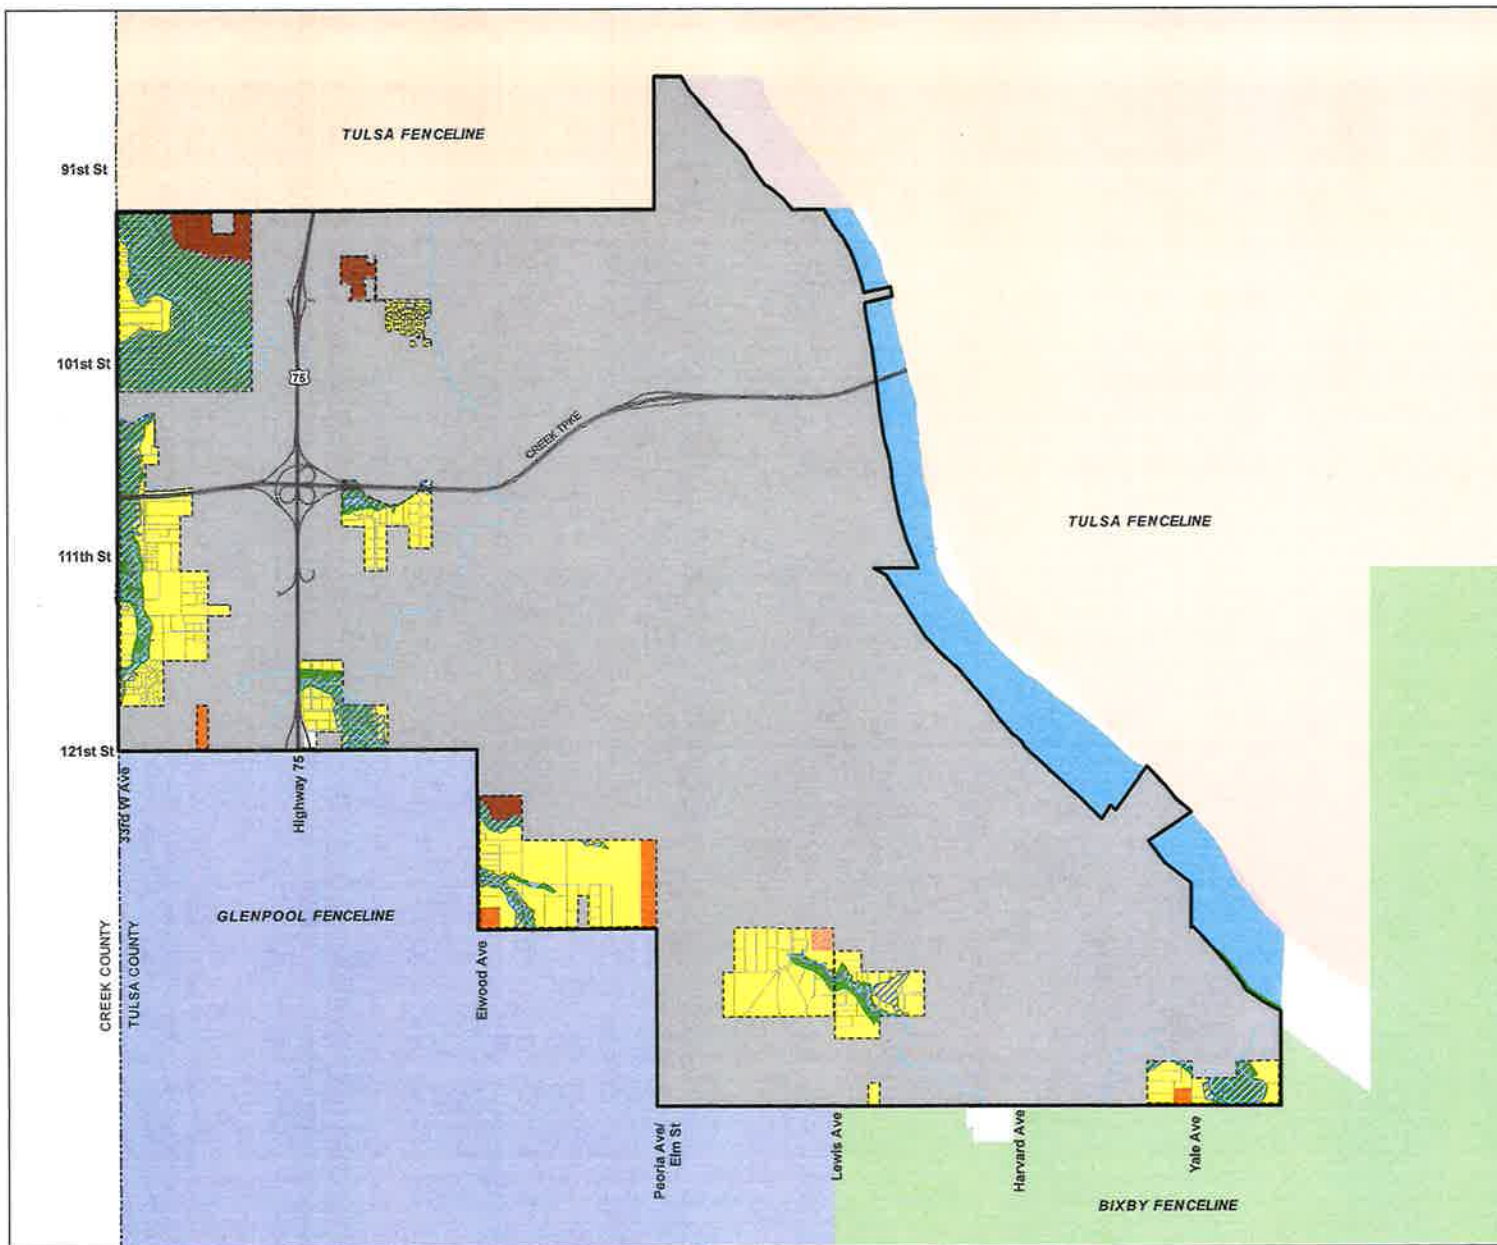 TULSA FENCELINE
91st St
101st St
75
CREEK TPKE
TULSA FENCELINE
111th St
121st St
33rd W Ave
Highway 75
GLENPOOL FENCELINE
CREEK COUNTY
TULSA COUNTY
Elwood Ave
Peoria Ave/
Elm St
Lewis Ave
Harvard Ave
Yale Ave
BIXBY FENCELINE